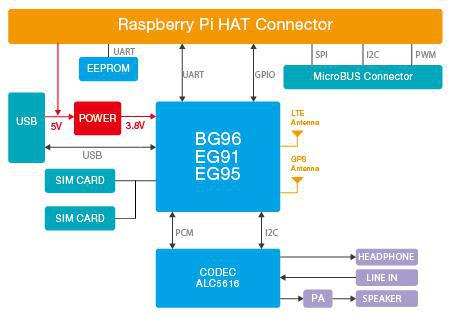 Raspberry Pi HAT Connector
UART
SPI
I2C
PWM
EEPROM
UART
GPIO
MicroBUS Connector
USB
5V
POWER
3.8V
BG96
EG91
EG95
LTE
Antenna
GPS
Antenna
USB
SIM CARD
SIM CARD
PCM
I2C
CODEC
ALC5616
HEADPHONE
LINE IN
PA
SPEAKER